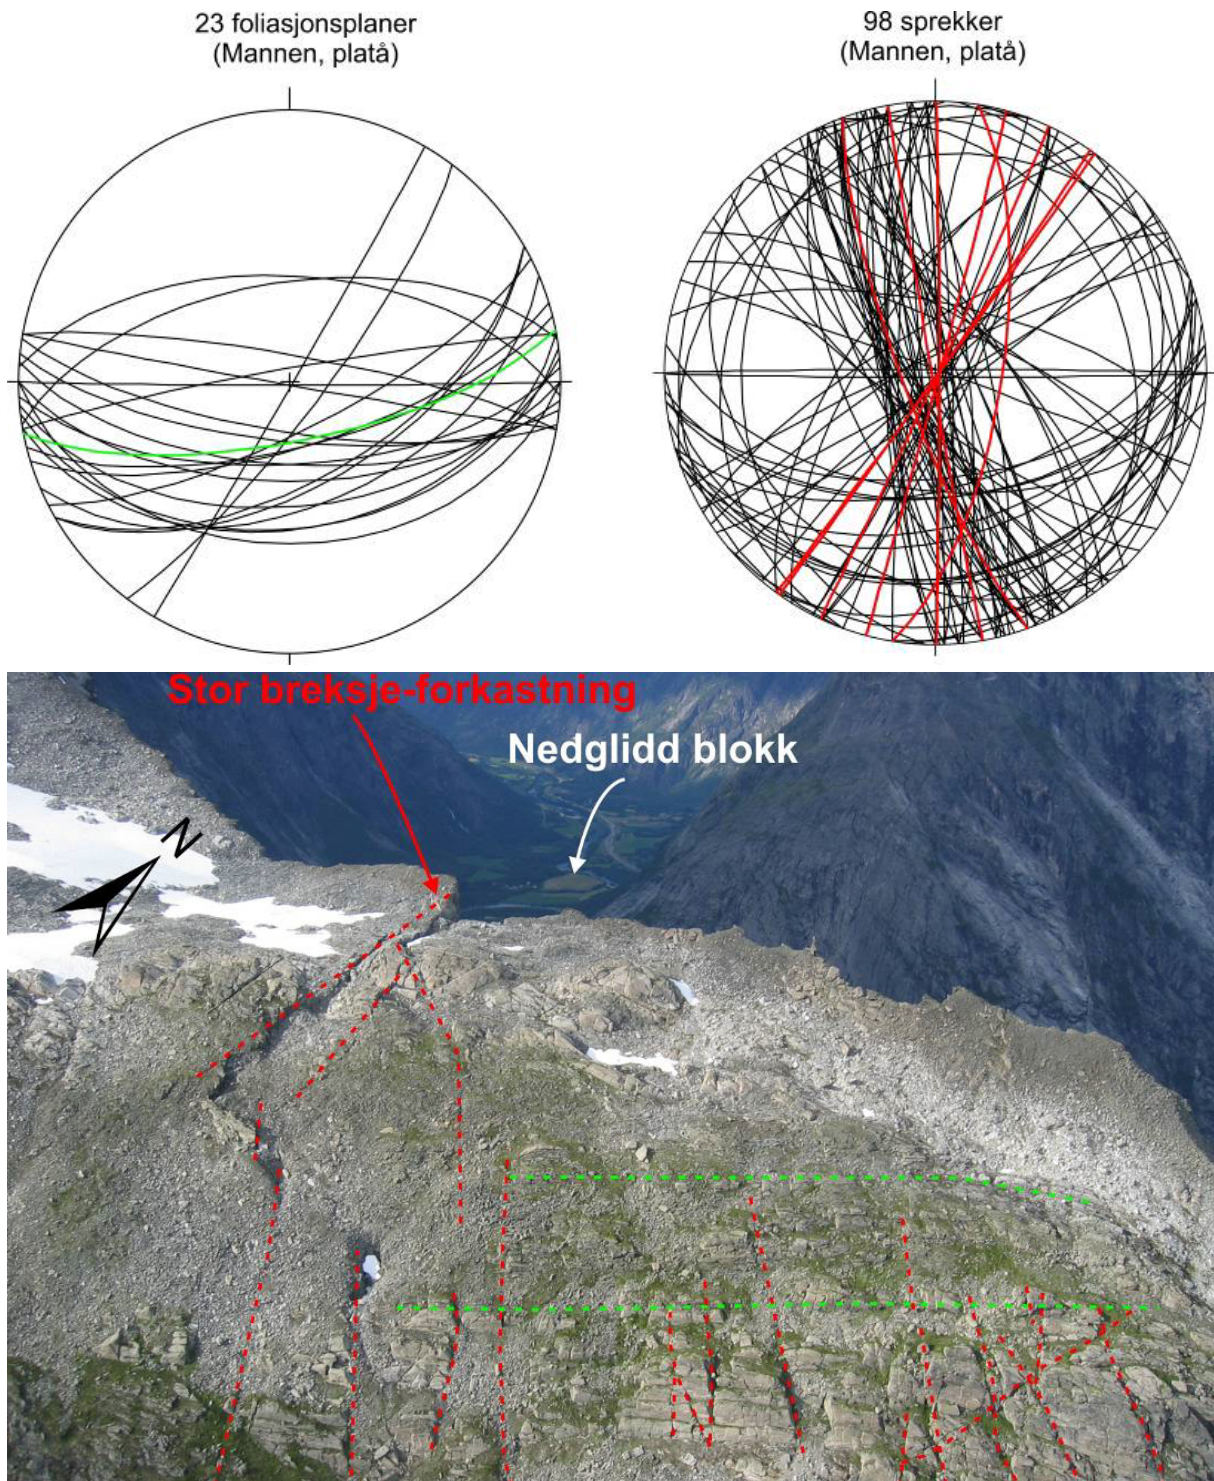 23 foliasjonsplaner
(Mannen, platå)
98 sprekker
(Mannen, platå)
Stor breksje-forkastning
Nedglidd blokk
N